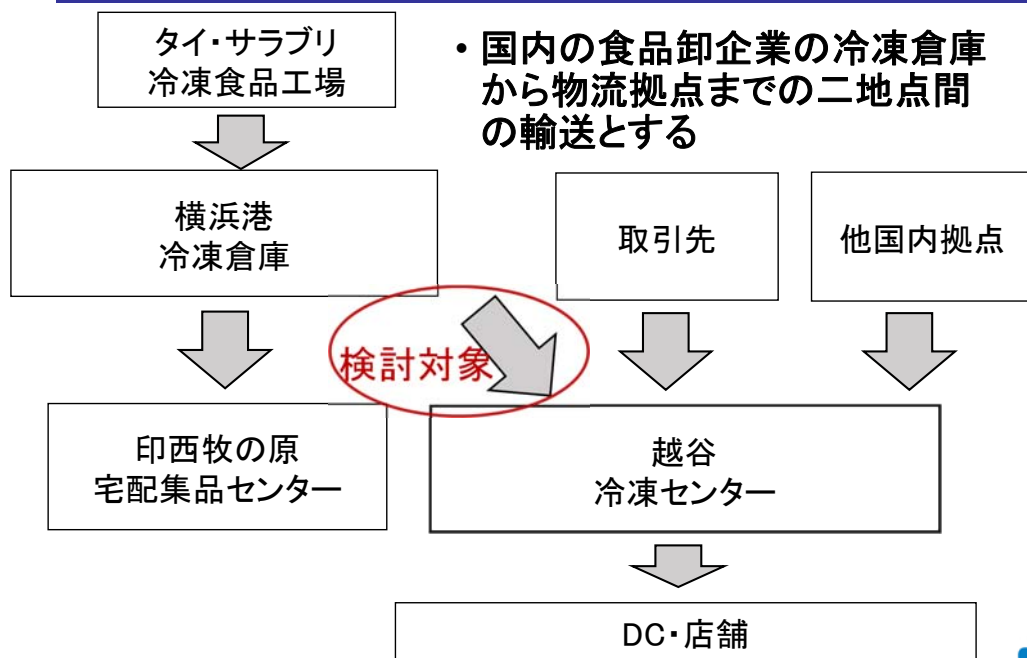 タイ・サラブリ
冷凍食品工場
・国内の食品卸企業の冷凍倉庫
から物流拠点までの二地点間
の輸送とする
横浜港
冷凍倉庫
取引先
他国内拠点
検討対象
印西牧の原
宅配集品センター
越谷
冷凍センター
DC・店舗